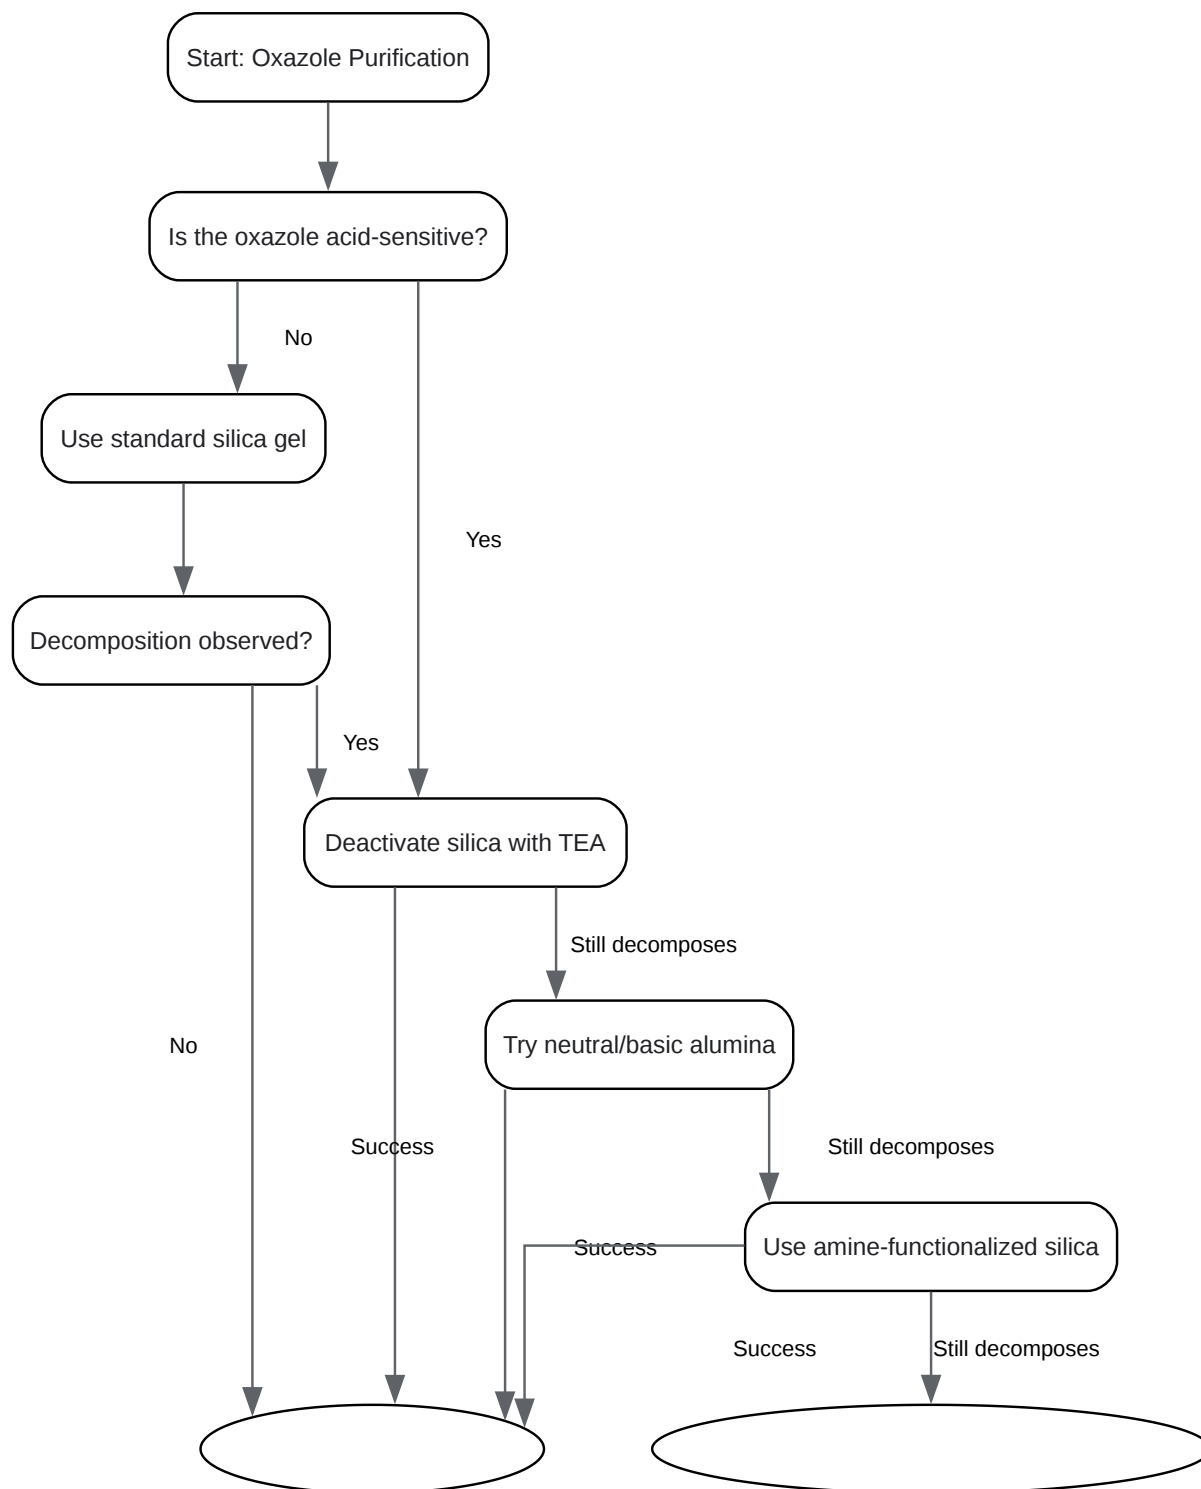 Start: Oxazole Purification
Is the oxazole acid-sensitive?
No
Use standard silica gel
Yes
Decomposition observed?
Yes
Deactivate silica with TEA
Still decomposes
No
Try neutral/basic alumina
Success
Still decomposes
Success
Use amine-functionalized silica
Success
Still decomposes